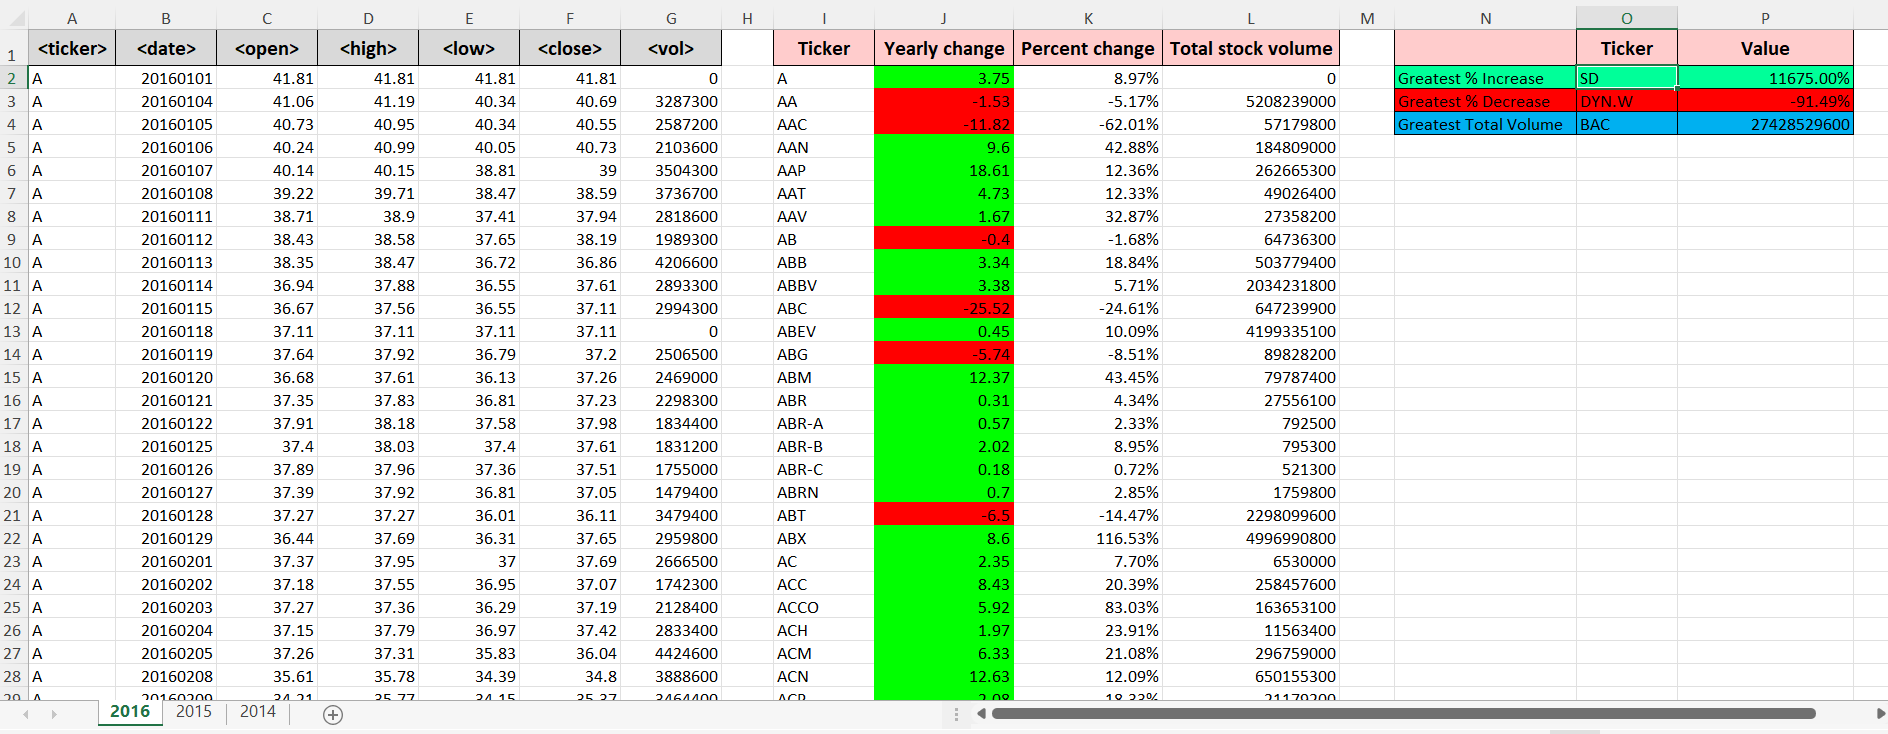 A B C D E F G H I J K L M N O P
1 <ticker> <date> <open> <high> <low> <close> <vol> Ticker Yearly change Percent change Total stock volume Ticker Value
2 A 20160101 41.81 41.81 41.81 41.81 0 A 3.75 8.97% 0 Greatest % Increase SD 11675.00%
3 A 20160104 41.06 41.19 40.34 40.69 3287300 AA -1.53 -5.17% 5208239000 Greatest % Decrease DYN.W -91.49%
4 A 20160105 40.73 40.95 40.34 40.55 2587200 AAC -11.82 -62.01% 57179800 Greatest Total Volume BAC 27428529600
5 A 20160106 40.24 40.99 40.05 40.73 2103600 AAN 9.6 42.88% 184809000
6 A 20160107 40.14 40.15 38.81 39 3504300 AAP 18.61 12.36% 262665300
7 A 20160108 39.22 39.71 38.47 38.59 3736700 AAT 4.73 12.33% 49026400
8 A 20160111 38.71 38.9 37.41 37.94 2818600 AAV 1.67 32.87% 27358200
9 A 20160112 38.43 38.58 37.65 38.19 1989300 AB -0.4 -1.68% 64736300
10 A 20160113 38.35 38.47 36.72 36.86 4206600 ABB 3.34 18.84% 503779400
11 A 20160114 36.94 37.88 36.55 37.61 2893300 ABBV 3.38 5.71% 2034231800
12 A 20160115 36.67 37.56 36.55 37.11 2994300 ABC -25.52 -24.61% 647239900
13 A 20160118 37.11 37.11 37.11 37.11 0 ABEV 0.45 10.09% 4199335100
14 A 20160119 37.64 37.92 36.79 37.2 2506500 ABG -5.74 -8.51% 89828200
15 A 20160120 36.68 37.61 36.13 37.26 2469000 ABM 12.37 43.45% 79787400
16 A 20160121 37.35 37.83 36.81 37.23 2298300 ABR 0.31 4.34% 27556100
17 A 20160122 37.91 38.18 37.58 37.98 1834400 ABR-A 0.57 2.33% 792500
18 A 20160125 37.4 38.03 37.4 37.61 1831200 ABR-B 2.02 8.95% 795300
19 A 20160126 37.89 37.96 37.36 37.51 1755000 ABR-C 0.18 0.72% 521300
20 A 20160127 37.39 37.92 36.81 37.05 1479400 ABRN 0.7 2.85% 1759800
21 A 20160128 37.27 37.27 36.01 36.11 3479400 ABT -6.5 -14.47% 2298099600
22 A 20160129 36.44 37.69 36.31 37.65 2959800 ABX 8.6 116.53% 4996990800
23 A 20160201 37.37 37.95 37 37.69 2666500 AC 2.35 7.70% 6530000
24 A 20160202 37.18 37.55 36.95 37.07 1742300 ACC 8.43 20.39% 258457600
25 A 20160203 37.27 37.36 36.29 37.19 2128400 ACCO 5.92 83.03% 163653100
26 A 20160204 37.15 37.79 36.97 37.42 2833400 ACH 1.97 23.91% 11563400
27 A 20160205 37.26 37.31 35.83 36.04 4424600 ACM 6.33 21.08% 296759000
28 A 20160208 35.61 35.78 34.39 34.8 3888600 ACN 12.63 12.09% 650155300
29 A 20160209 34.21 35.77 34.15 35.37 3464400 ACP 2.08 18.33% 21179200
2016 2015 2014